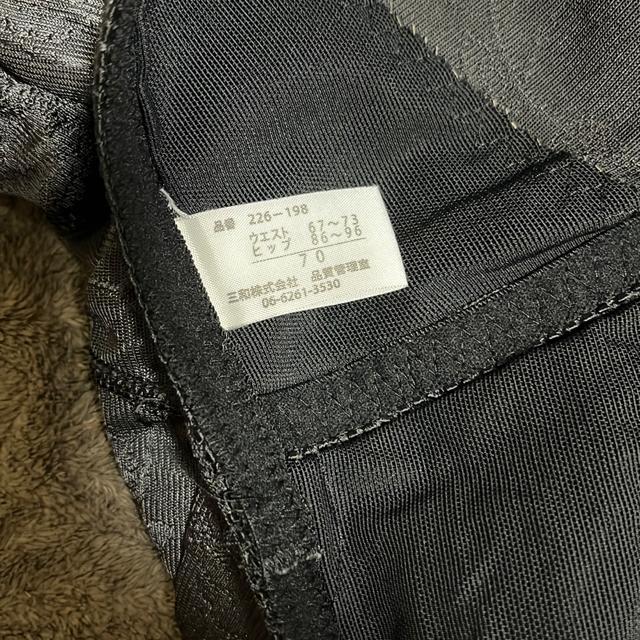 品番 226-198
ウエスト 67～73
ヒップ 86～96
70
三和株式会社 品質管理室
06-6261-3530